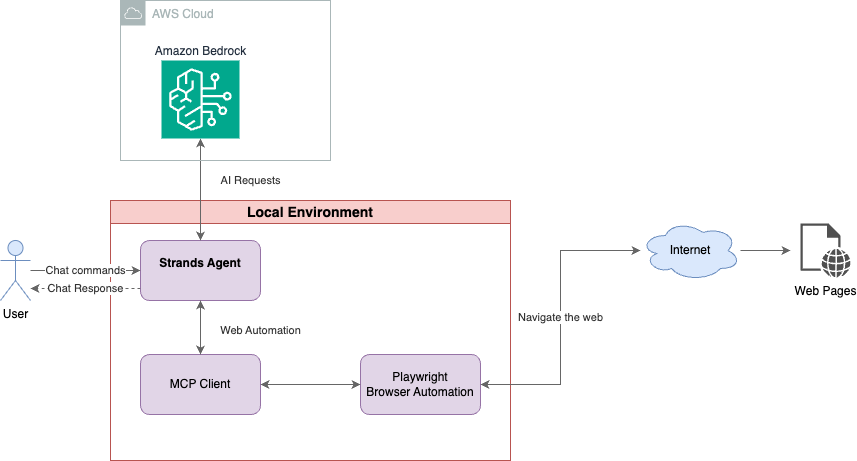 AWS Cloud
Amazon Bedrock
AI Requests
Local Environment
Strands Agent
Chat commands
Chat Response
User
Web Automation
MCP Client
Playwright
Browser Automation
Navigate the web
Internet
Web Pages